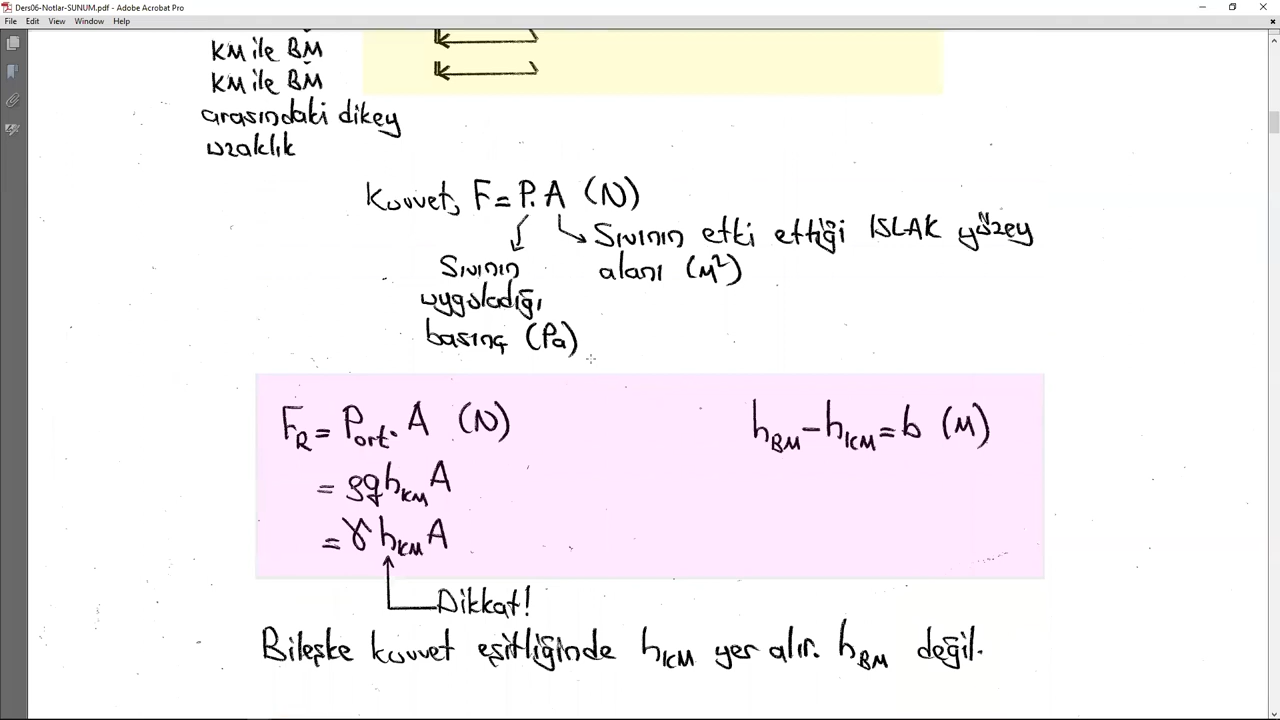 Ders06-Notlar-SUNUM.pdf - Adobe Acrobat Pro
File Edit View Window Help
KM ile BM
KM ile BM
arasındaki dikey
uzaklık
Kuvvet, F = P.A (N)
Sıvının etki ettiği ISLAK yüzey
alanı (m²)
Sıvının
uyguladığı
basınç (Pa)
F_R = P_ort. A (N)
h_BM - h_KM = b (m)
= ρgh_KM A
= γ h_KM A
Dikkat!
Bileşke kuvvet eşitliğinde h_KM yer alır. h_BM değil.